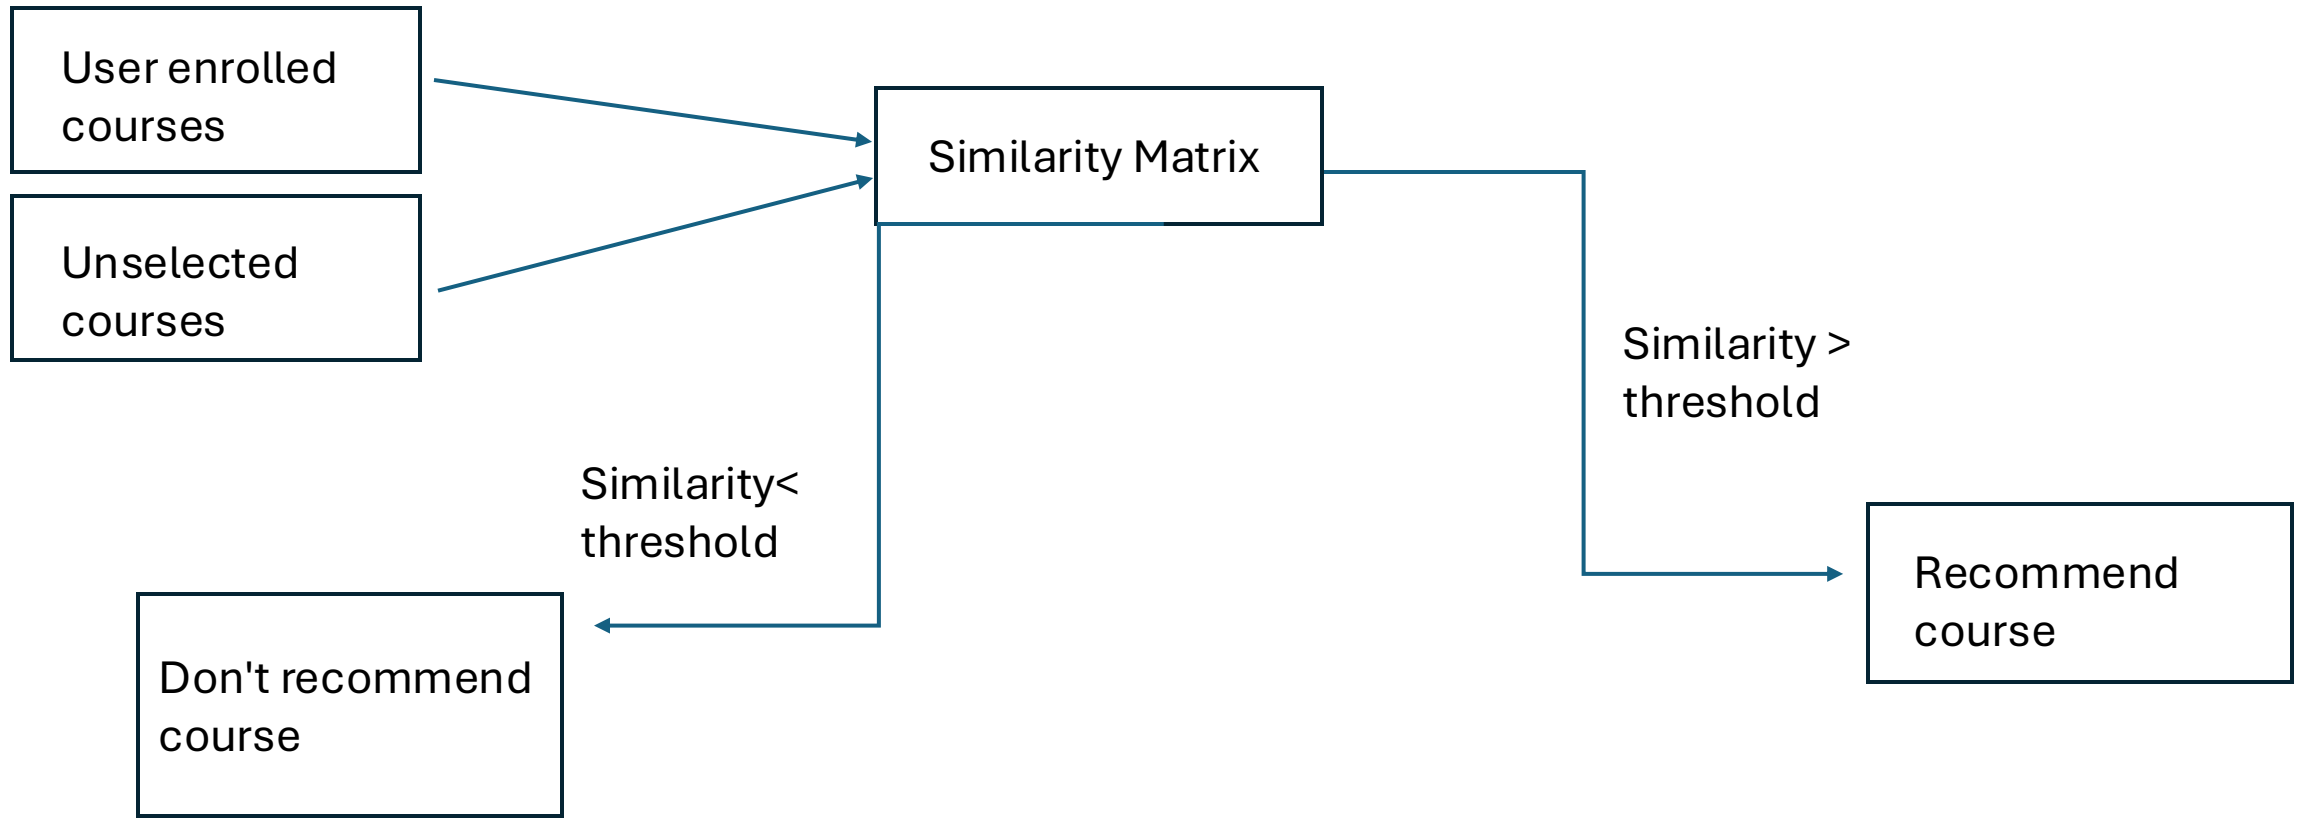 User enrolled
courses
Unselected
courses
Similarity Matrix
Similarity >
threshold
Similarity<
threshold
Recommend
course
Don't recommend
course